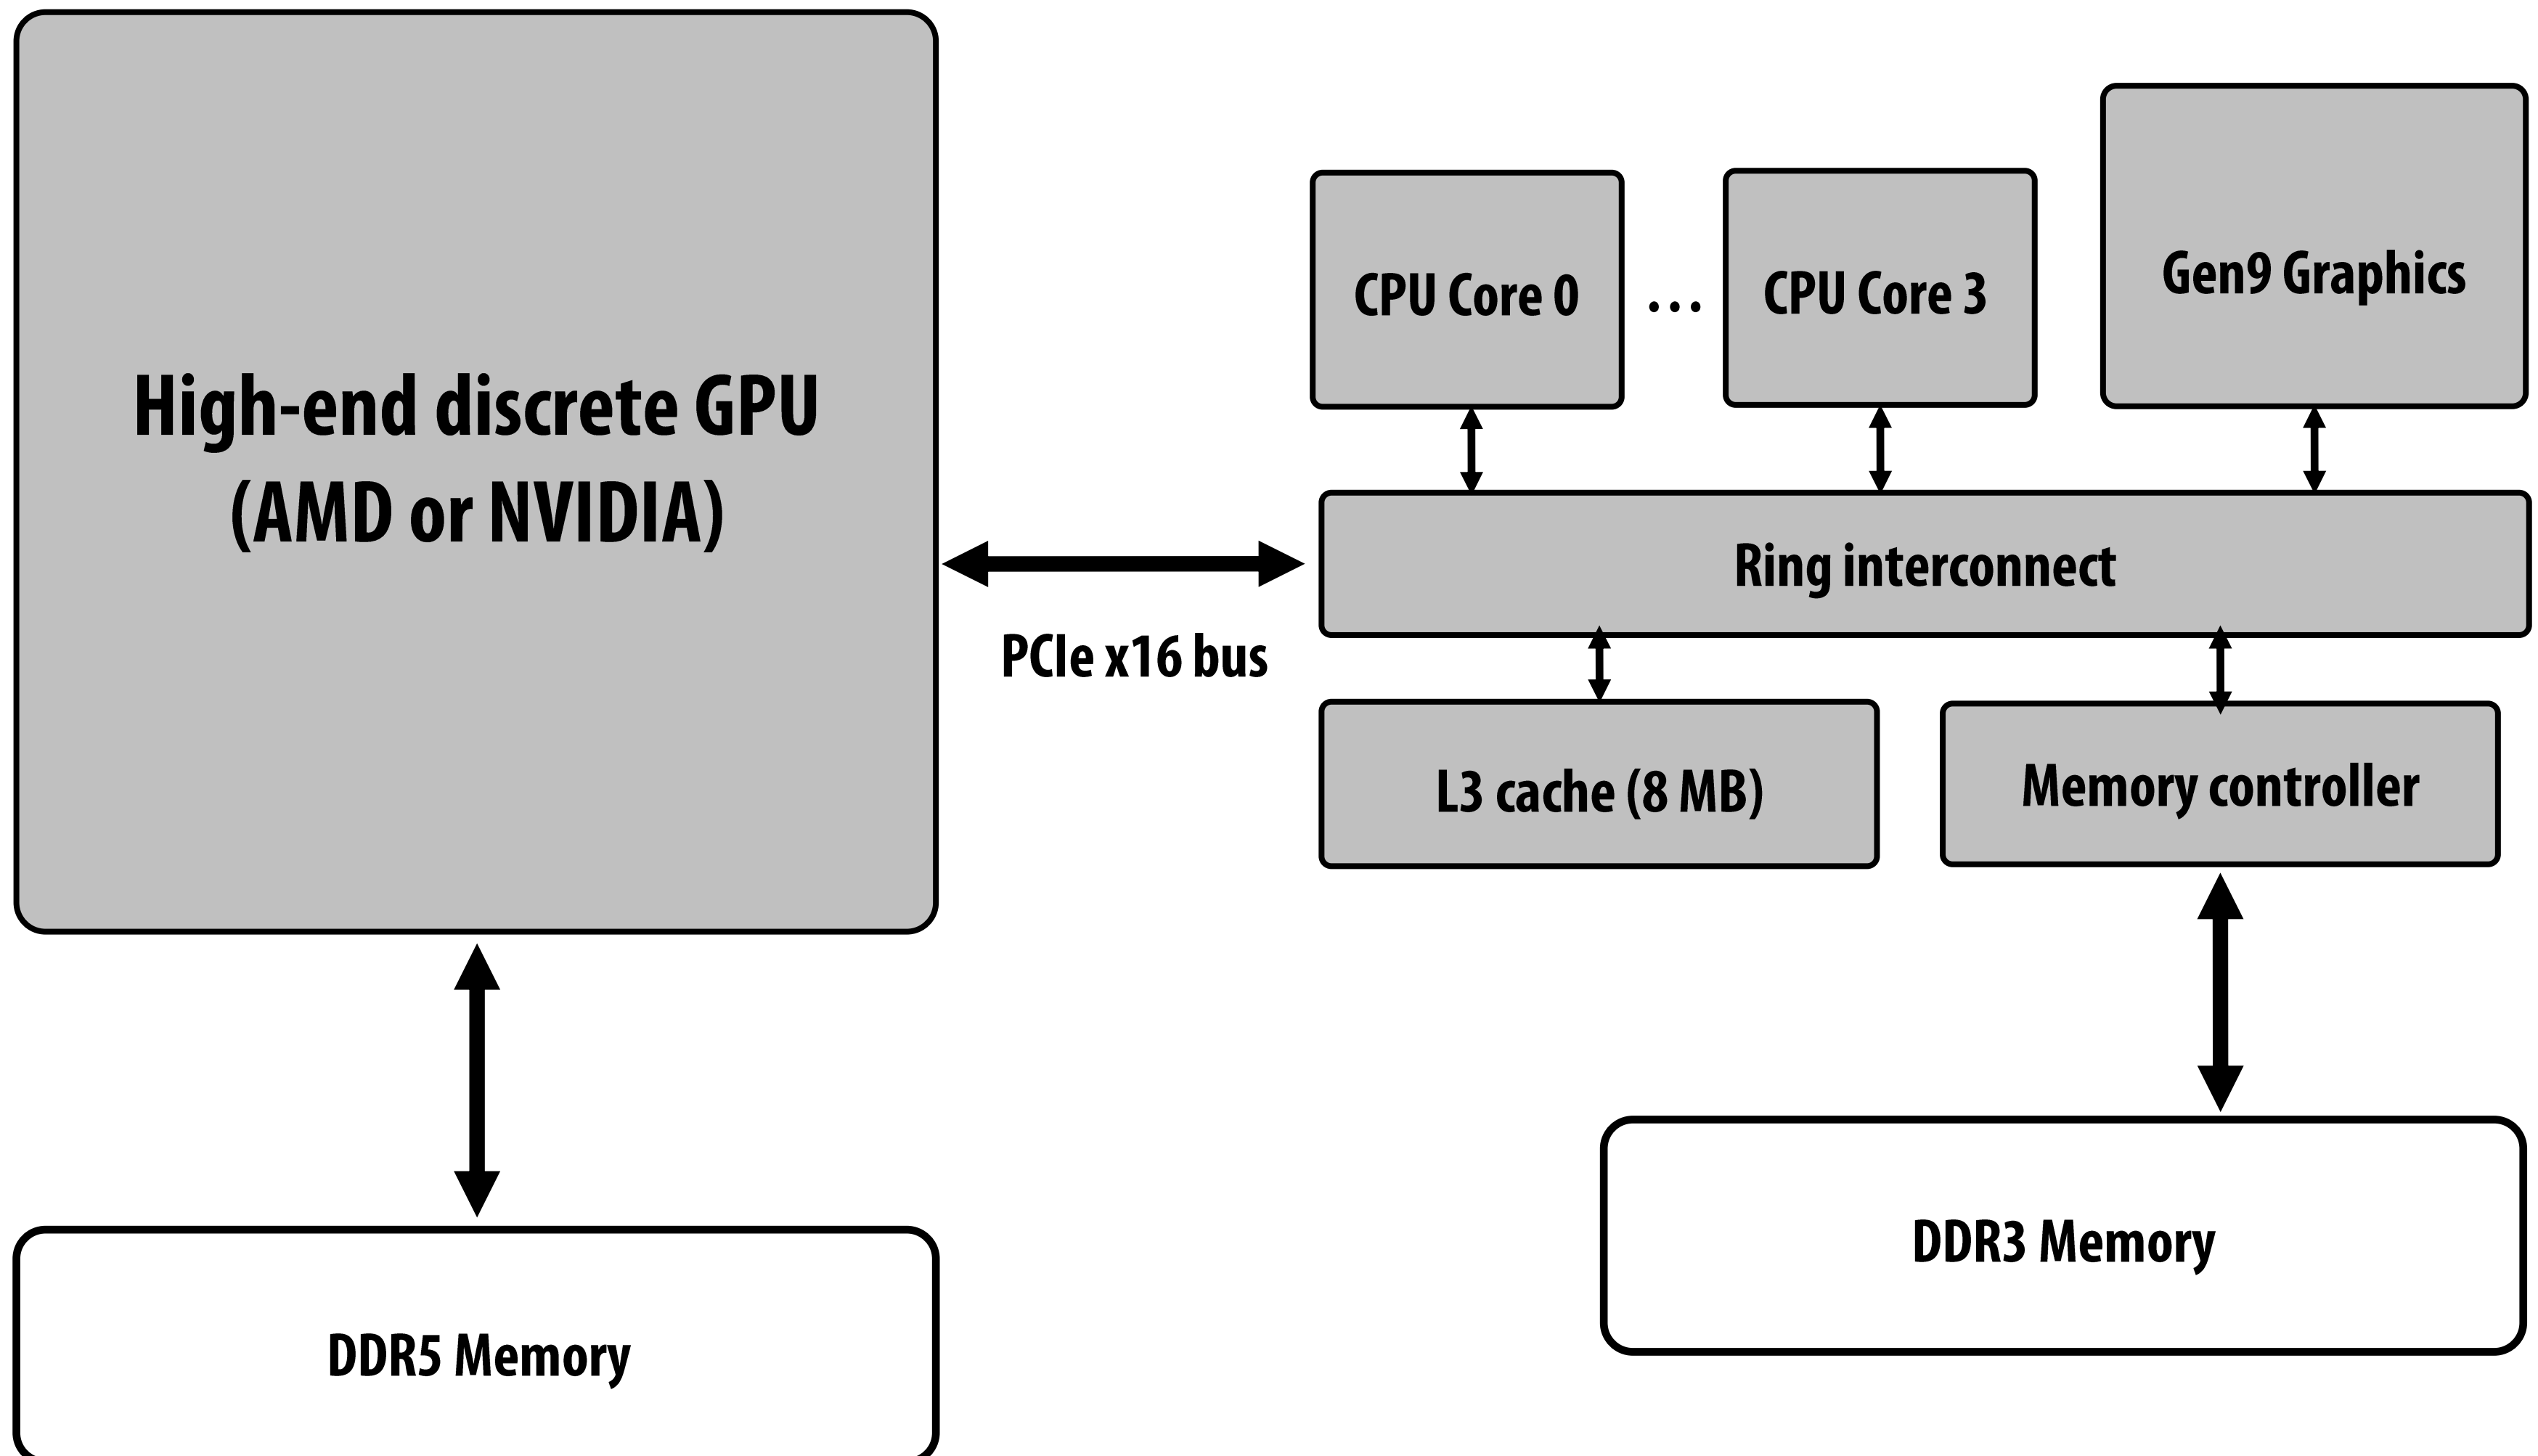 High-end discrete GPU
(AMD or NVIDIA)
PCIe x16 bus
CPU Core 0
...
CPU Core 3
Gen9 Graphics
Ring interconnect
L3 cache (8 MB)
Memory controller
DDR5 Memory
DDR3 Memory